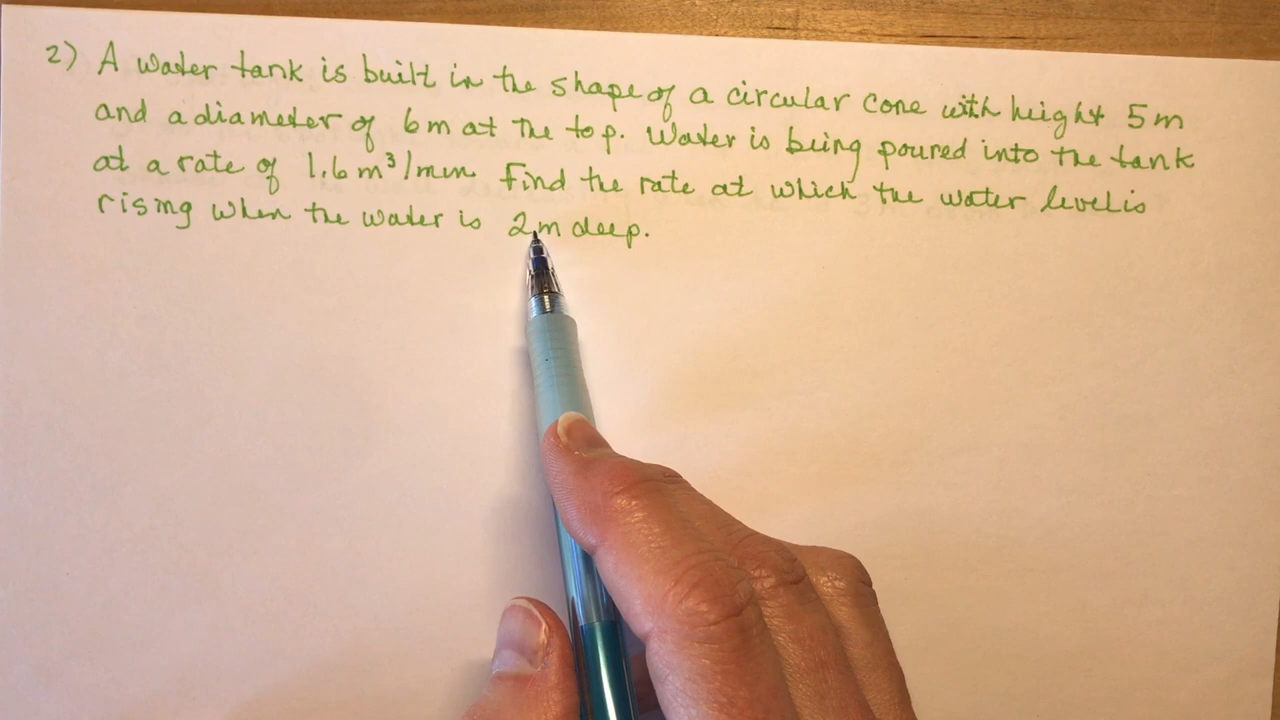 2) A water tank is built in the shape of a circular cone with height 5m
and a diameter of 6m at the top. Water is being poured into the tank
at a rate of 1.6m³/min Find the rate at which the water level is
rising when the water is 2m deep.